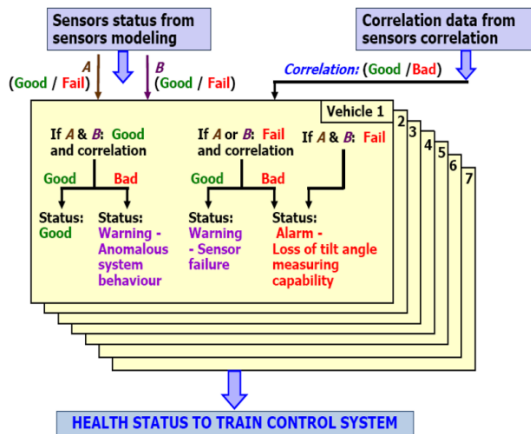 Sensors status from
sensors modeling
Correlation data from
sensors correlation
A
(Good / Fail)
B
(Good / Fail)
Correlation: (Good /Bad)
Vehicle 1
2
3
4
5
6
7
If A & B: Good
and correlation
If A or B: Fail
and correlation
If A & B: Fail
Good
Bad
Good
Bad
Status:
Good
Status:
Warning -
Anomalous
system
behaviour
Status:
Warning
- Sensor
failure
Status:
Alarm -
Loss of tilt angle
measuring
capability
HEALTH STATUS TO TRAIN CONTROL SYSTEM